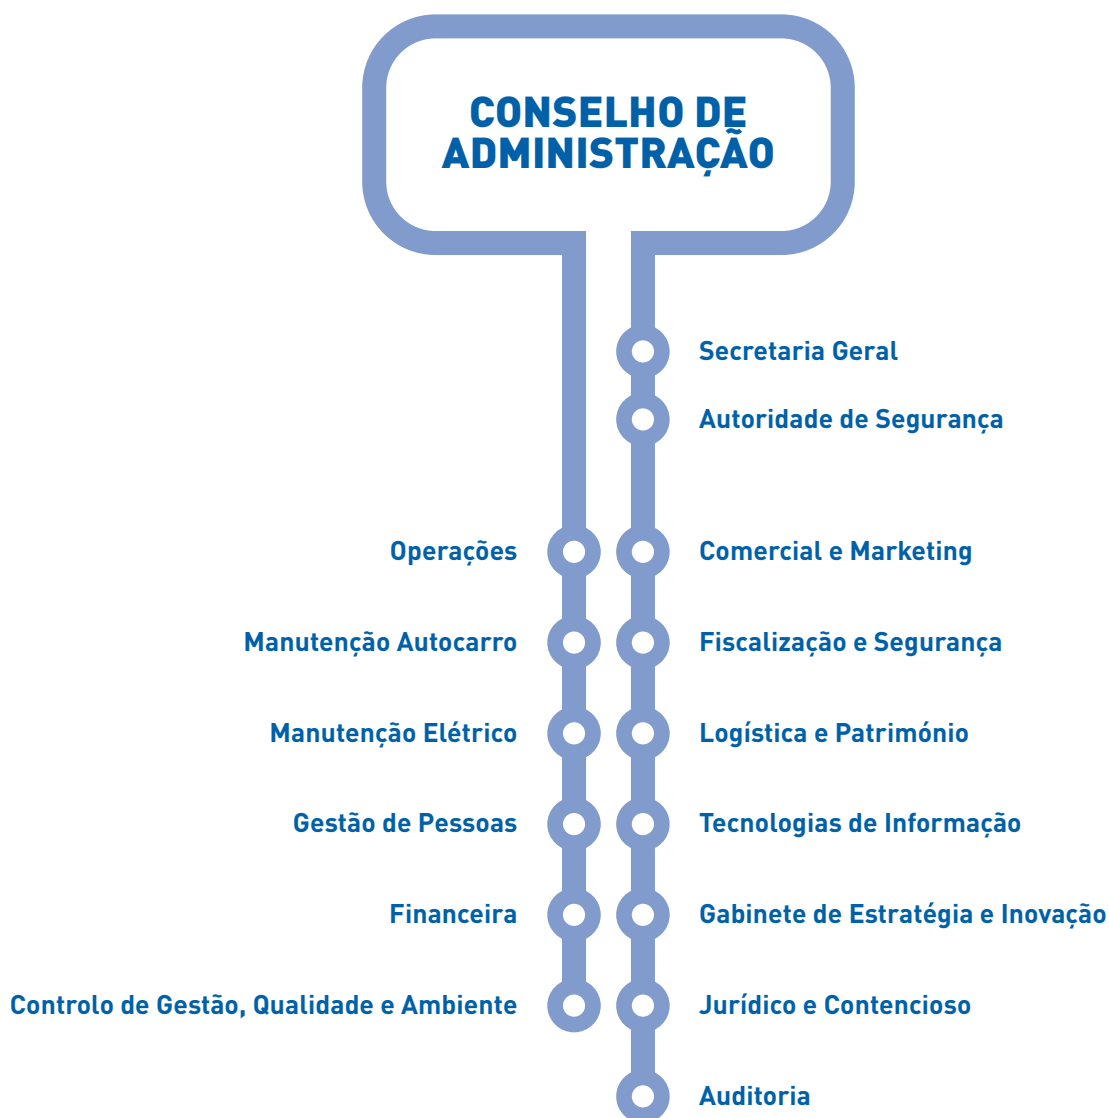 CONSELHO DE
ADMINISTRAÇÃO
Secretaria Geral
Autoridade de Segurança
Operações
Comercial e Marketing
Manutenção Autocarro
Fiscalização e Segurança
Manutenção Elétrico
Logística e Património
Gestão de Pessoas
Tecnologias de Informação
Financeira
Gabinete de Estratégia e Inovação
Controlo de Gestão, Qualidade e Ambiente
Jurídico e Contencioso
Auditoria